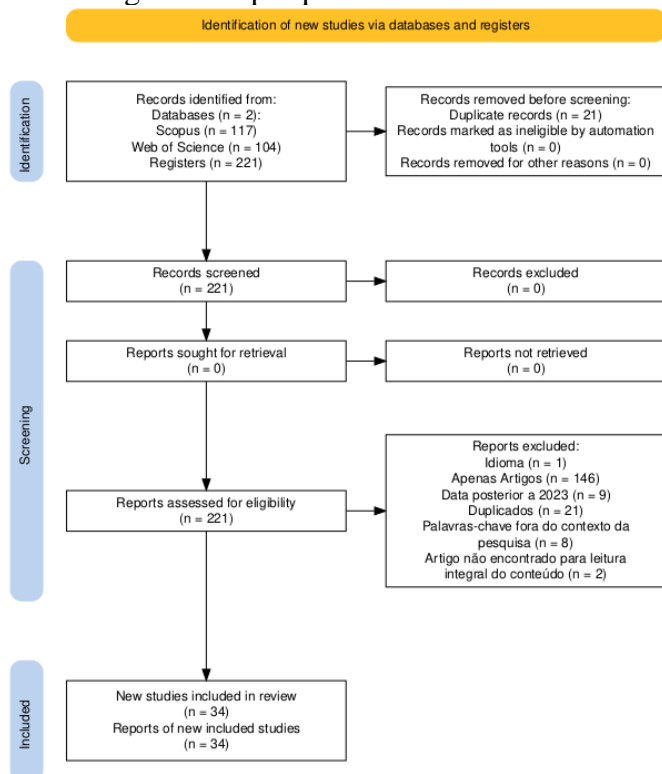 Identification of new studies via databases and registers
Identification
Records identified from:
Databases (n = 2):
Scopus (n = 117)
Web of Science (n = 104)
Registers (n = 221)
Records removed before screening:
Duplicate records (n = 21)
Records marked as ineligible by automation
tools (n = 0)
Records removed for other reasons (n = 0)
Screening
Records screened
(n = 221)
Records excluded
(n = 0)
Reports sought for retrieval
(n = 0)
Reports not retrieved
(n = 0)
Reports assessed for eligibility
(n = 221)
Reports excluded:
Idioma (n = 1)
Apenas Artigos (n = 146)
Data posterior a 2023 (n = 9)
Duplicados (n = 21)
Palavras-chave fora do contexto da
pesquisa (n = 8)
Artigo não encontrado para leitura
integral do conteúdo (n = 2)
Included
New studies included in review
(n = 34)
Reports of new included studies
(n = 34)